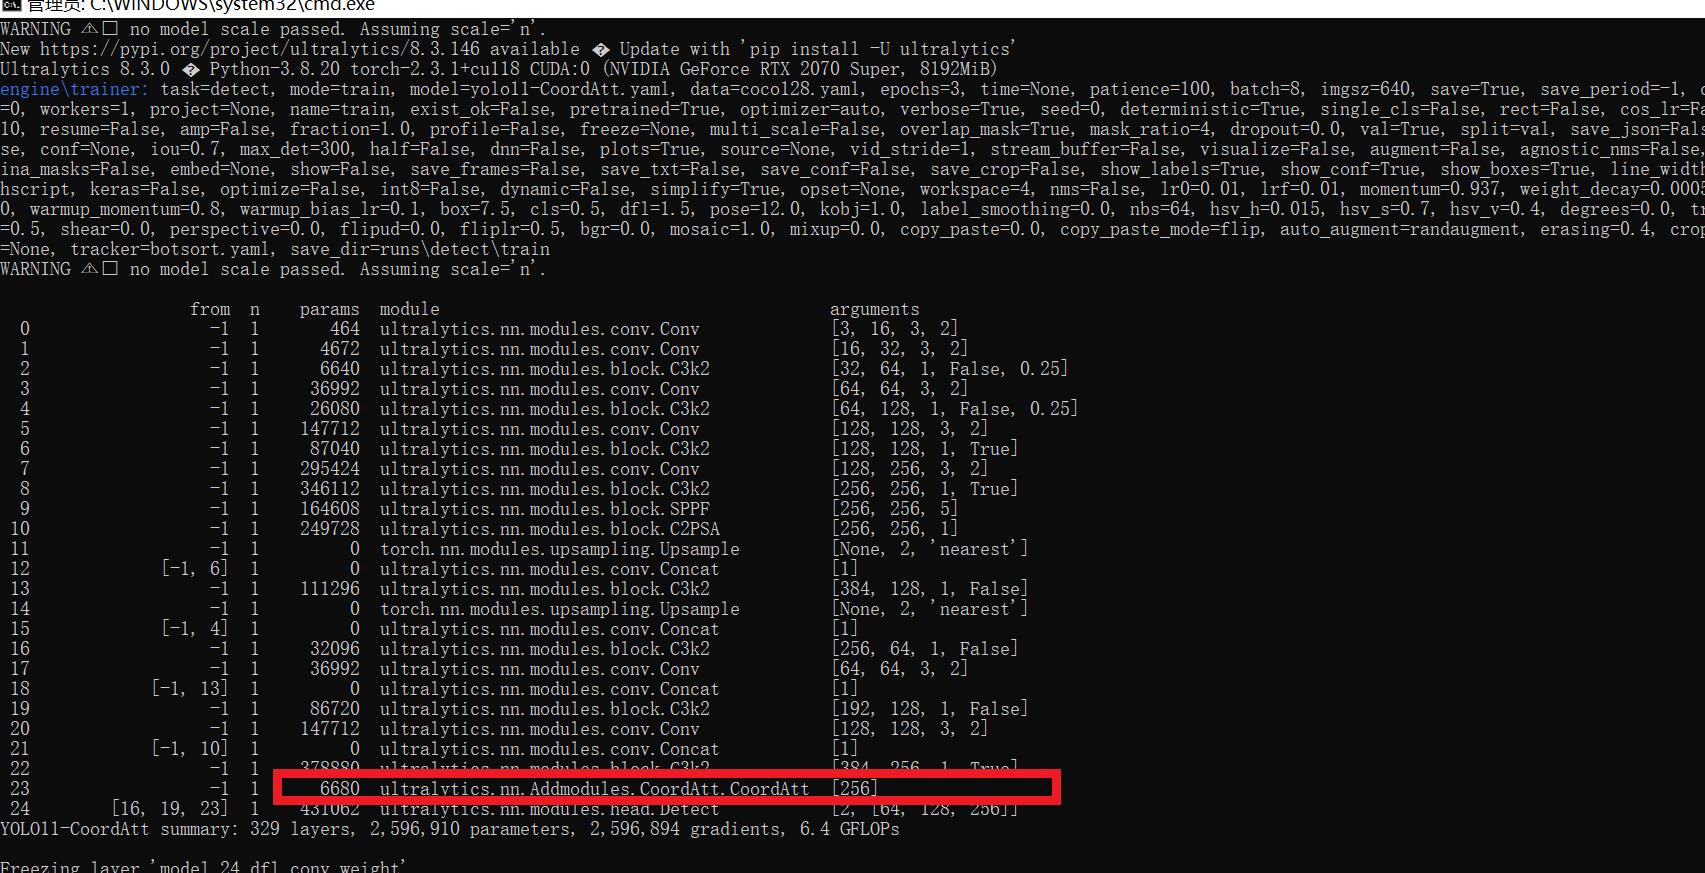 管理员: C:\WINDOWS\system32\cmd.exe
WARNING ⚠□ no model scale passed. Assuming scale='n'.
New https://pypi.org/project/ultralytics/8.3.146 available � Update with 'pip install -U ultralytics'
Ultralytics 8.3.0 � Python-3.8.20 torch-2.3.1+cu118 CUDA:0 (NVIDIA GeForce RTX 2070 Super, 8192MiB)
engine\trainer: task=detect, mode=train, model=yolo11-CoordAtt.yaml, data=coco128.yaml, epochs=3, time=None, patience=100, batch=8, imgsz=640, save=True, save_period=-1, c
=0, workers=1, project=None, name=train, exist_ok=False, pretrained=True, optimizer=auto, verbose=True, seed=0, deterministic=True, single_cls=False, rect=False, cos_lr=Fa
10, resume=False, amp=False, fraction=1.0, profile=False, freeze=None, multi_scale=False, overlap_mask=True, mask_ratio=4, dropout=0.0, val=True, split=val, save_json=Fals
se, conf=None, iou=0.7, max_det=300, half=False, dnn=False, plots=True, source=None, vid_stride=1, stream_buffer=False, visualize=False, augment=False, agnostic_nms=False,
ina_masks=False, embed=None, show=False, save_frames=False, save_txt=False, save_conf=False, save_crop=False, show_labels=True, show_conf=True, show_boxes=True, line_width
hscript, keras=False, optimize=False, int8=False, dynamic=False, simplify=True, opset=None, workspace=4, nms=False, lr0=0.01, lrf=0.01, momentum=0.937, weight_decay=0.0005
0, warmup_momentum=0.8, warmup_bias_lr=0.1, box=7.5, cls=0.5, dfl=1.5, pose=12.0, kobj=1.0, label_smoothing=0.0, nbs=64, hsv_h=0.015, hsv_s=0.7, hsv_v=0.4, degrees=0.0, tr
=0.5, shear=0.0, perspective=0.0, flipud=0.0, fliplr=0.5, bgr=0.0, mosaic=1.0, mixup=0.0, copy_paste=0.0, copy_paste_mode=flip, auto_augment=randaugment, erasing=0.4, crop
=None, tracker=botsort.yaml, save_dir=runs\detect\train
WARNING ⚠□ no model scale passed. Assuming scale='n'.
from n params module arguments
0 -1 1 464 ultralytics.nn.modules.conv.Conv [3, 16, 3, 2]
1 -1 1 4672 ultralytics.nn.modules.conv.Conv [16, 32, 3, 2]
2 -1 1 6640 ultralytics.nn.modules.block.C3k2 [32, 64, 1, False, 0.25]
3 -1 1 36992 ultralytics.nn.modules.conv.Conv [64, 64, 3, 2]
4 -1 1 26080 ultralytics.nn.modules.block.C3k2 [64, 128, 1, False, 0.25]
5 -1 1 147712 ultralytics.nn.modules.conv.Conv [128, 128, 3, 2]
6 -1 1 87040 ultralytics.nn.modules.block.C3k2 [128, 128, 1, True]
7 -1 1 295424 ultralytics.nn.modules.conv.Conv [128, 256, 3, 2]
8 -1 1 346112 ultralytics.nn.modules.block.C3k2 [256, 256, 1, True]
9 -1 1 164608 ultralytics.nn.modules.block.SPPF [256, 256, 5]
10 -1 1 249728 ultralytics.nn.modules.block.C2PSA [256, 256, 1]
11 -1 1 0 torch.nn.modules.upsampling.Upsample [None, 2, 'nearest']
12 [-1, 6] 1 0 ultralytics.nn.modules.conv.Concat [1]
13 -1 1 111296 ultralytics.nn.modules.block.C3k2 [384, 128, 1, False]
14 -1 1 0 torch.nn.modules.upsampling.Upsample [None, 2, 'nearest']
15 [-1, 4] 1 0 ultralytics.nn.modules.conv.Concat [1]
16 -1 1 32096 ultralytics.nn.modules.block.C3k2 [256, 64, 1, False]
17 -1 1 36992 ultralytics.nn.modules.conv.Conv [64, 64, 3, 2]
18 [-1, 13] 1 0 ultralytics.nn.modules.conv.Concat [1]
19 -1 1 86720 ultralytics.nn.modules.block.C3k2 [192, 128, 1, False]
20 -1 1 147712 ultralytics.nn.modules.conv.Conv [128, 128, 3, 2]
21 [-1, 10] 1 0 ultralytics.nn.modules.conv.Concat [1]
22 -1 1 378880 ultralytics.nn.modules.block.C3k2 [384, 256, 1, True]
23 -1 1 6680 ultralytics.nn.Addmodules.CoordAtt.CoordAtt [256]
24 [16, 19, 23] 1 431062 ultralytics.nn.modules.head.Detect [2, [64, 128, 256]]
YOLO11-CoordAtt summary: 329 layers, 2,596,910 parameters, 2,596,894 gradients, 6.4 GFLOPs
Freezing layer 'model.24.dfl.conv.weight'